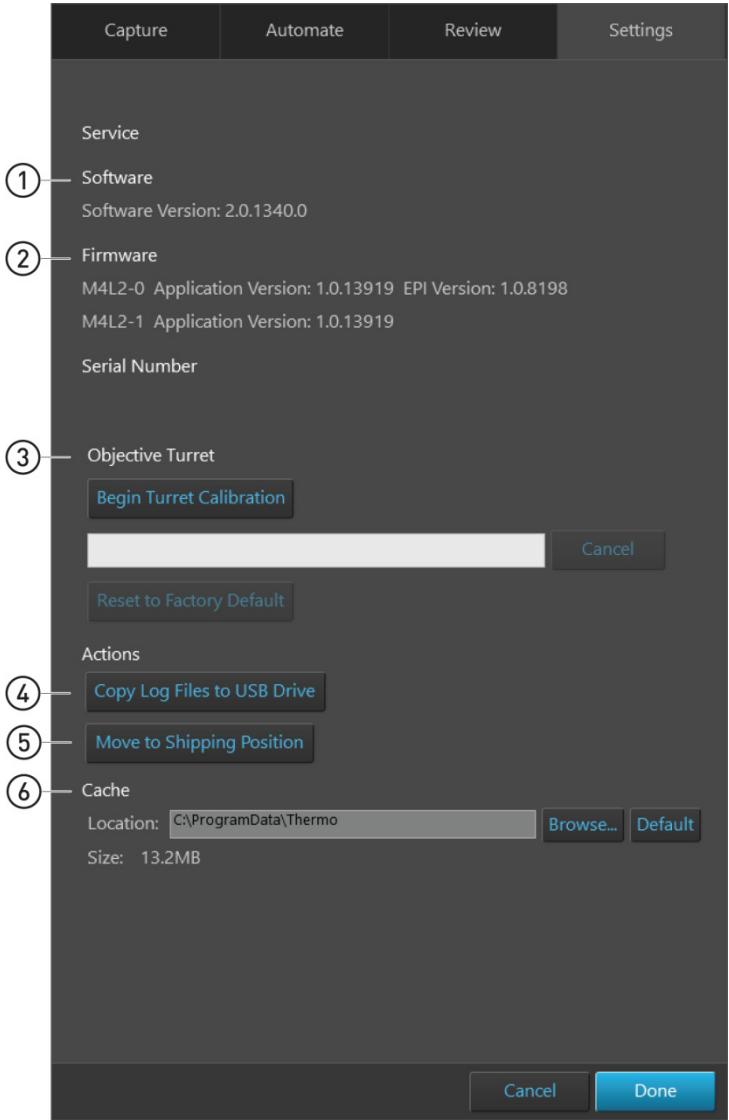 Capture Automate Review Settings
Service
1 Software
Software Version: 2.0.1340.0
2 Firmware
M4L2-0 Application Version: 1.0.13919 EPI Version: 1.0.8198
M4L2-1 Application Version: 1.0.13919
Serial Number
3 Objective Turret
Begin Turret Calibration
Cancel
Reset to Factory Default
Actions
4 Copy Log Files to USB Drive
5 Move to Shipping Position
6 Cache
Location: C:\ProgramData\Thermo Browse... Default
Size: 13.2MB
Cancel Done